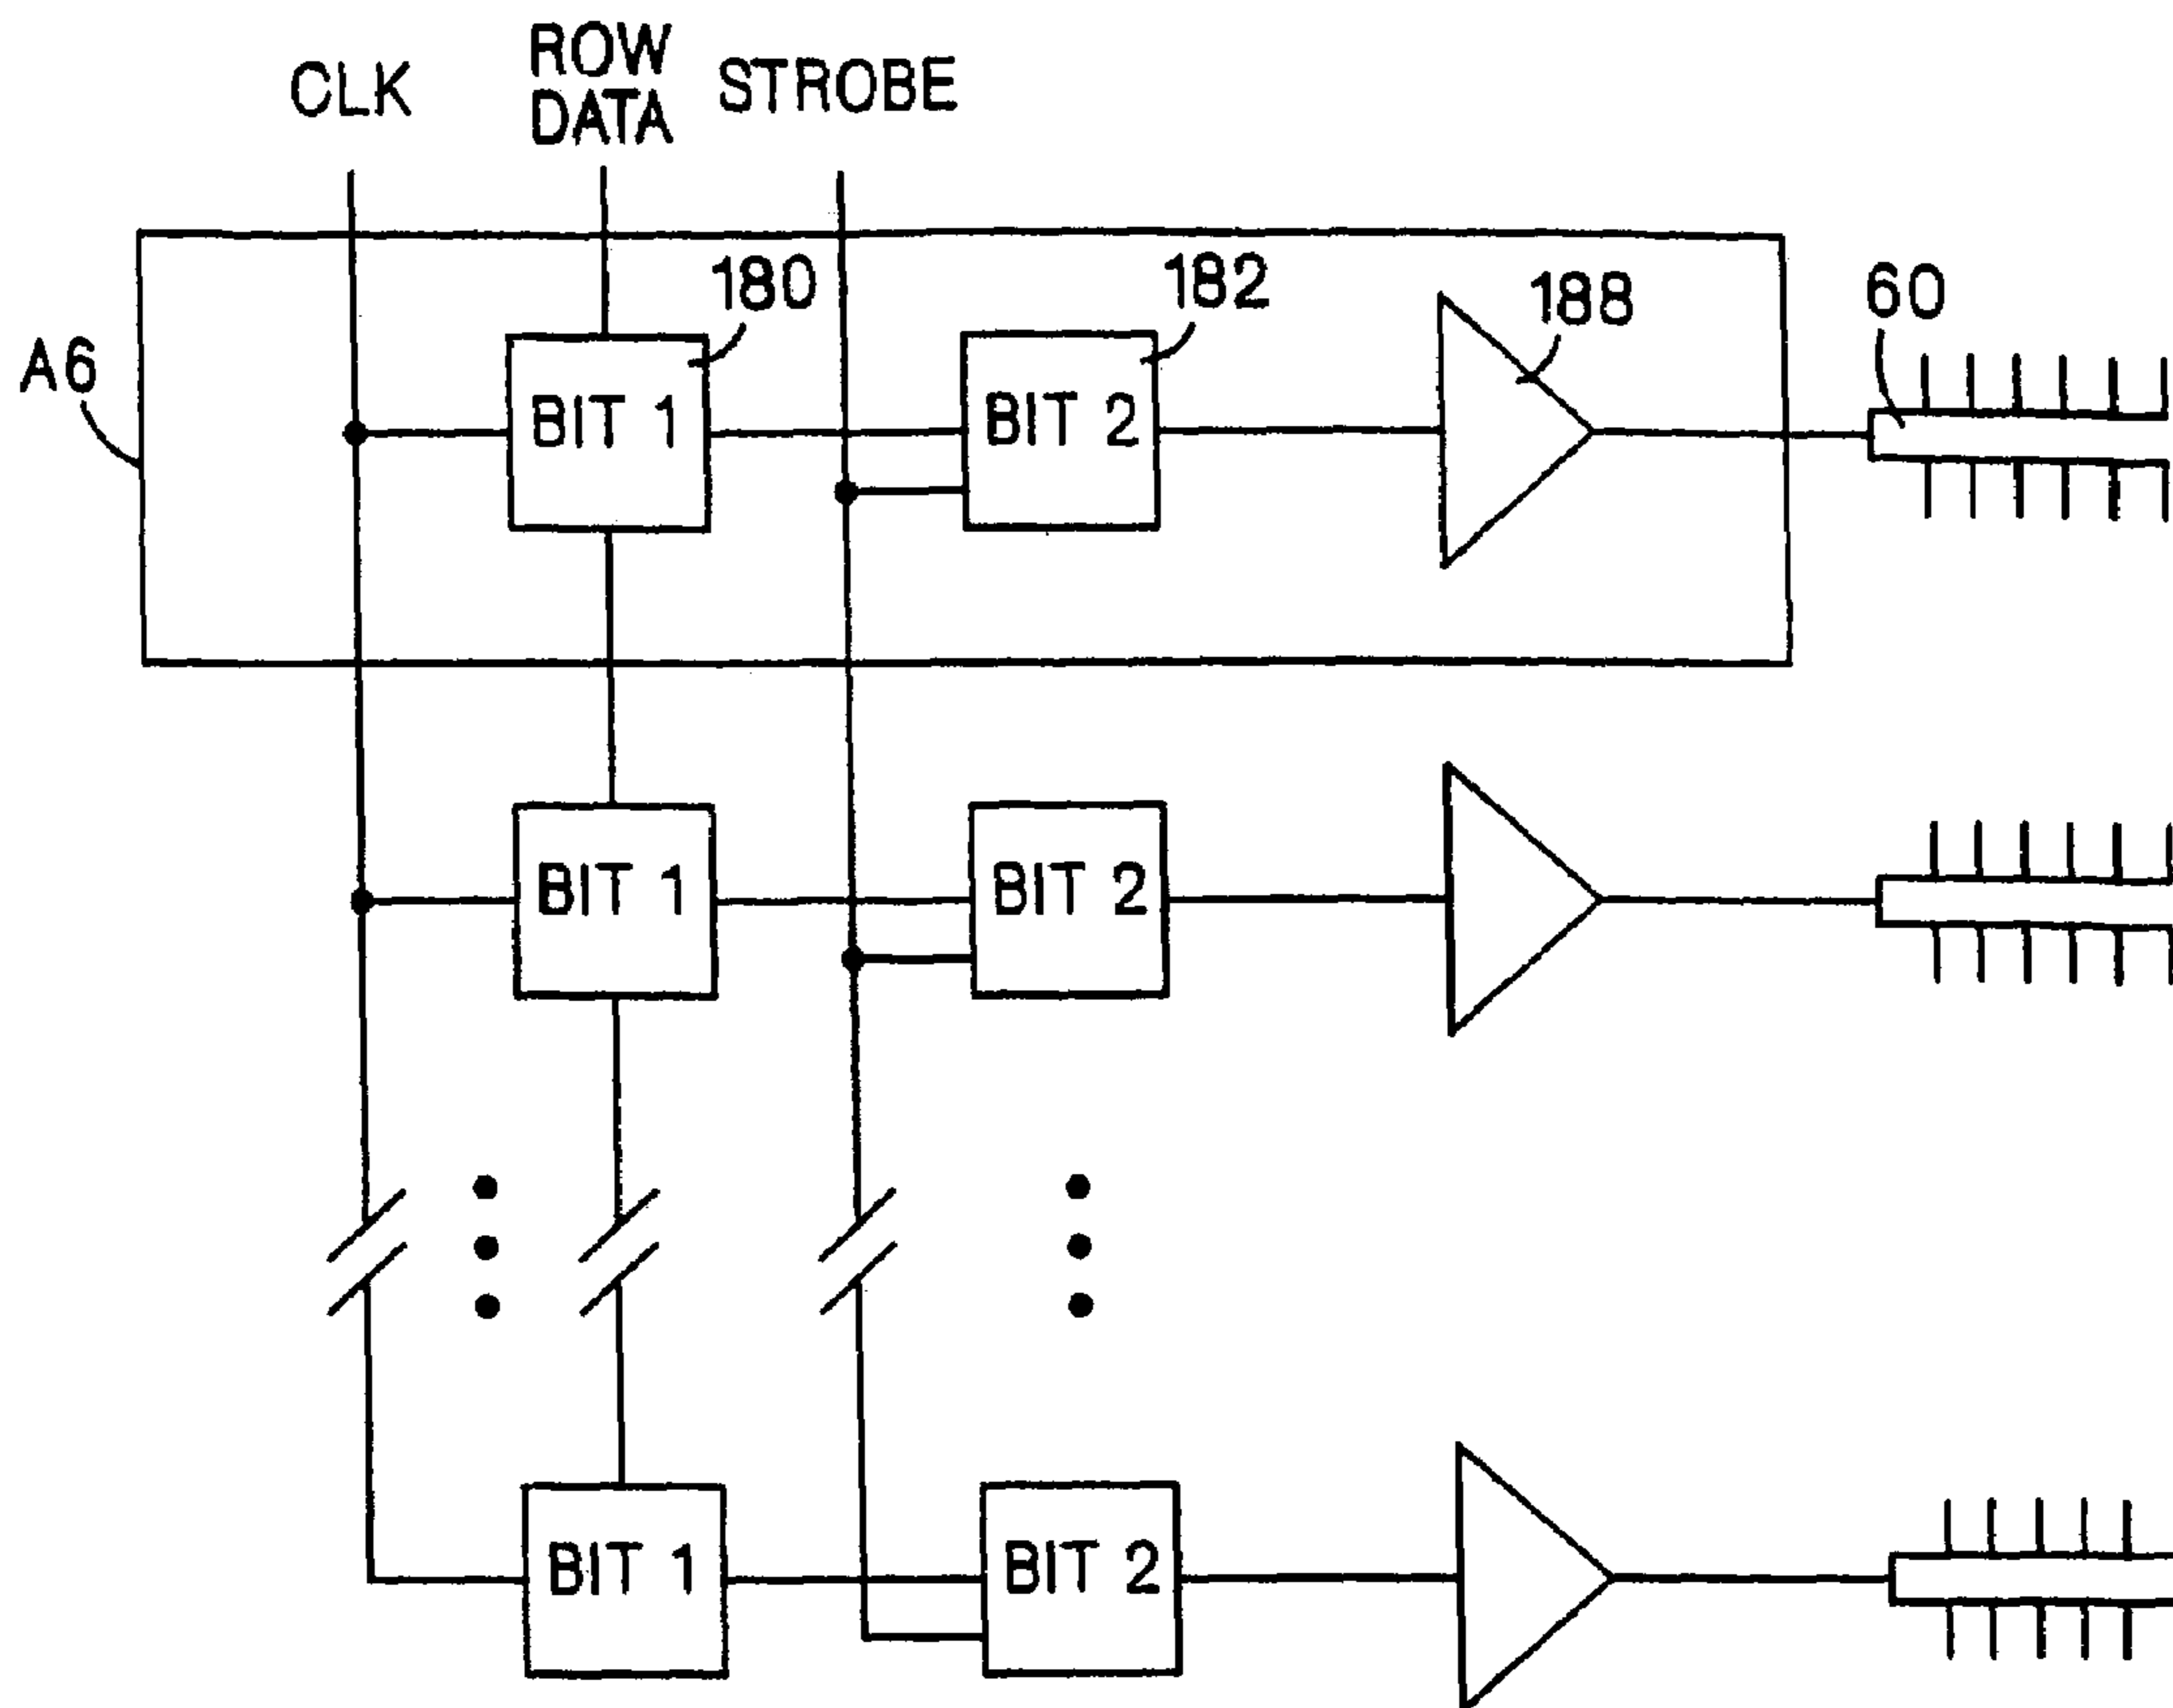 CLK
ROW
DATA
STROBE
180
182
188
60
A6
BIT 1
BIT 2
BIT 1
BIT 2
BIT 1
BIT 2